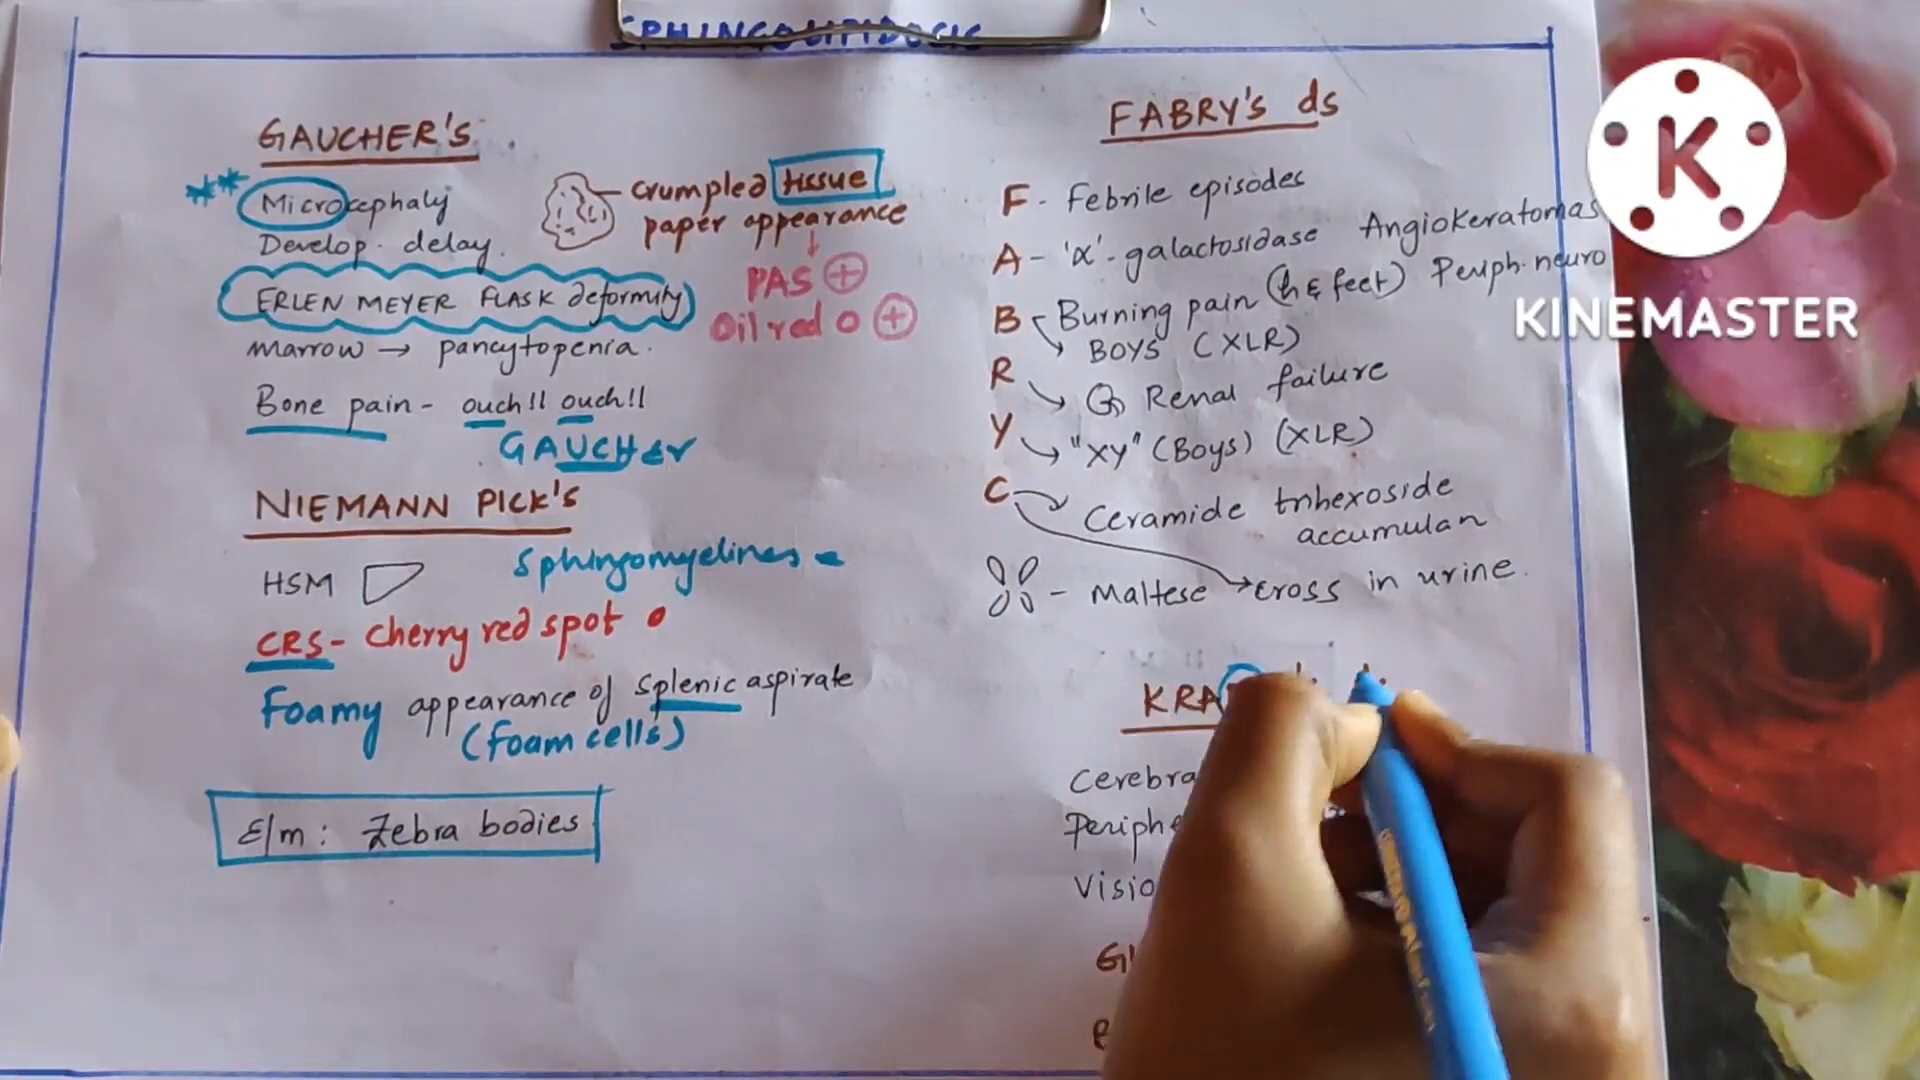 SPHINGOLIPIDOSIS
GAUCHER'S
Microcephaly
Develop. delay.
ERLEN MEYER FLASK deformity
marrow → pancytopenia.
Bone pain - ouch!! ouch!!
GAUCHER
crumpled tissue
paper appearance
PAS +
Oil red O +
NIEMANN PICK'S
HSM
Sphingomyelinase
CRS - Cherry red spot
Foamy appearance of splenic aspirate
(foam cells)
E/m: Zebra bodies
FABRY'S ds
F - Febrile episodes
A - 'α' - galactosidase Angiokeratomas
B Burning pain (h & feet) Periph. neuro
→ BOYS (XLR)
R → Renal failure
Y → "XY" (Boys) (XLR)
C → Ceramide trihexoside
accumulan
- Maltese cross in urine.
KRA
Cerebra
Periphe
Visio
K
KINEMASTER